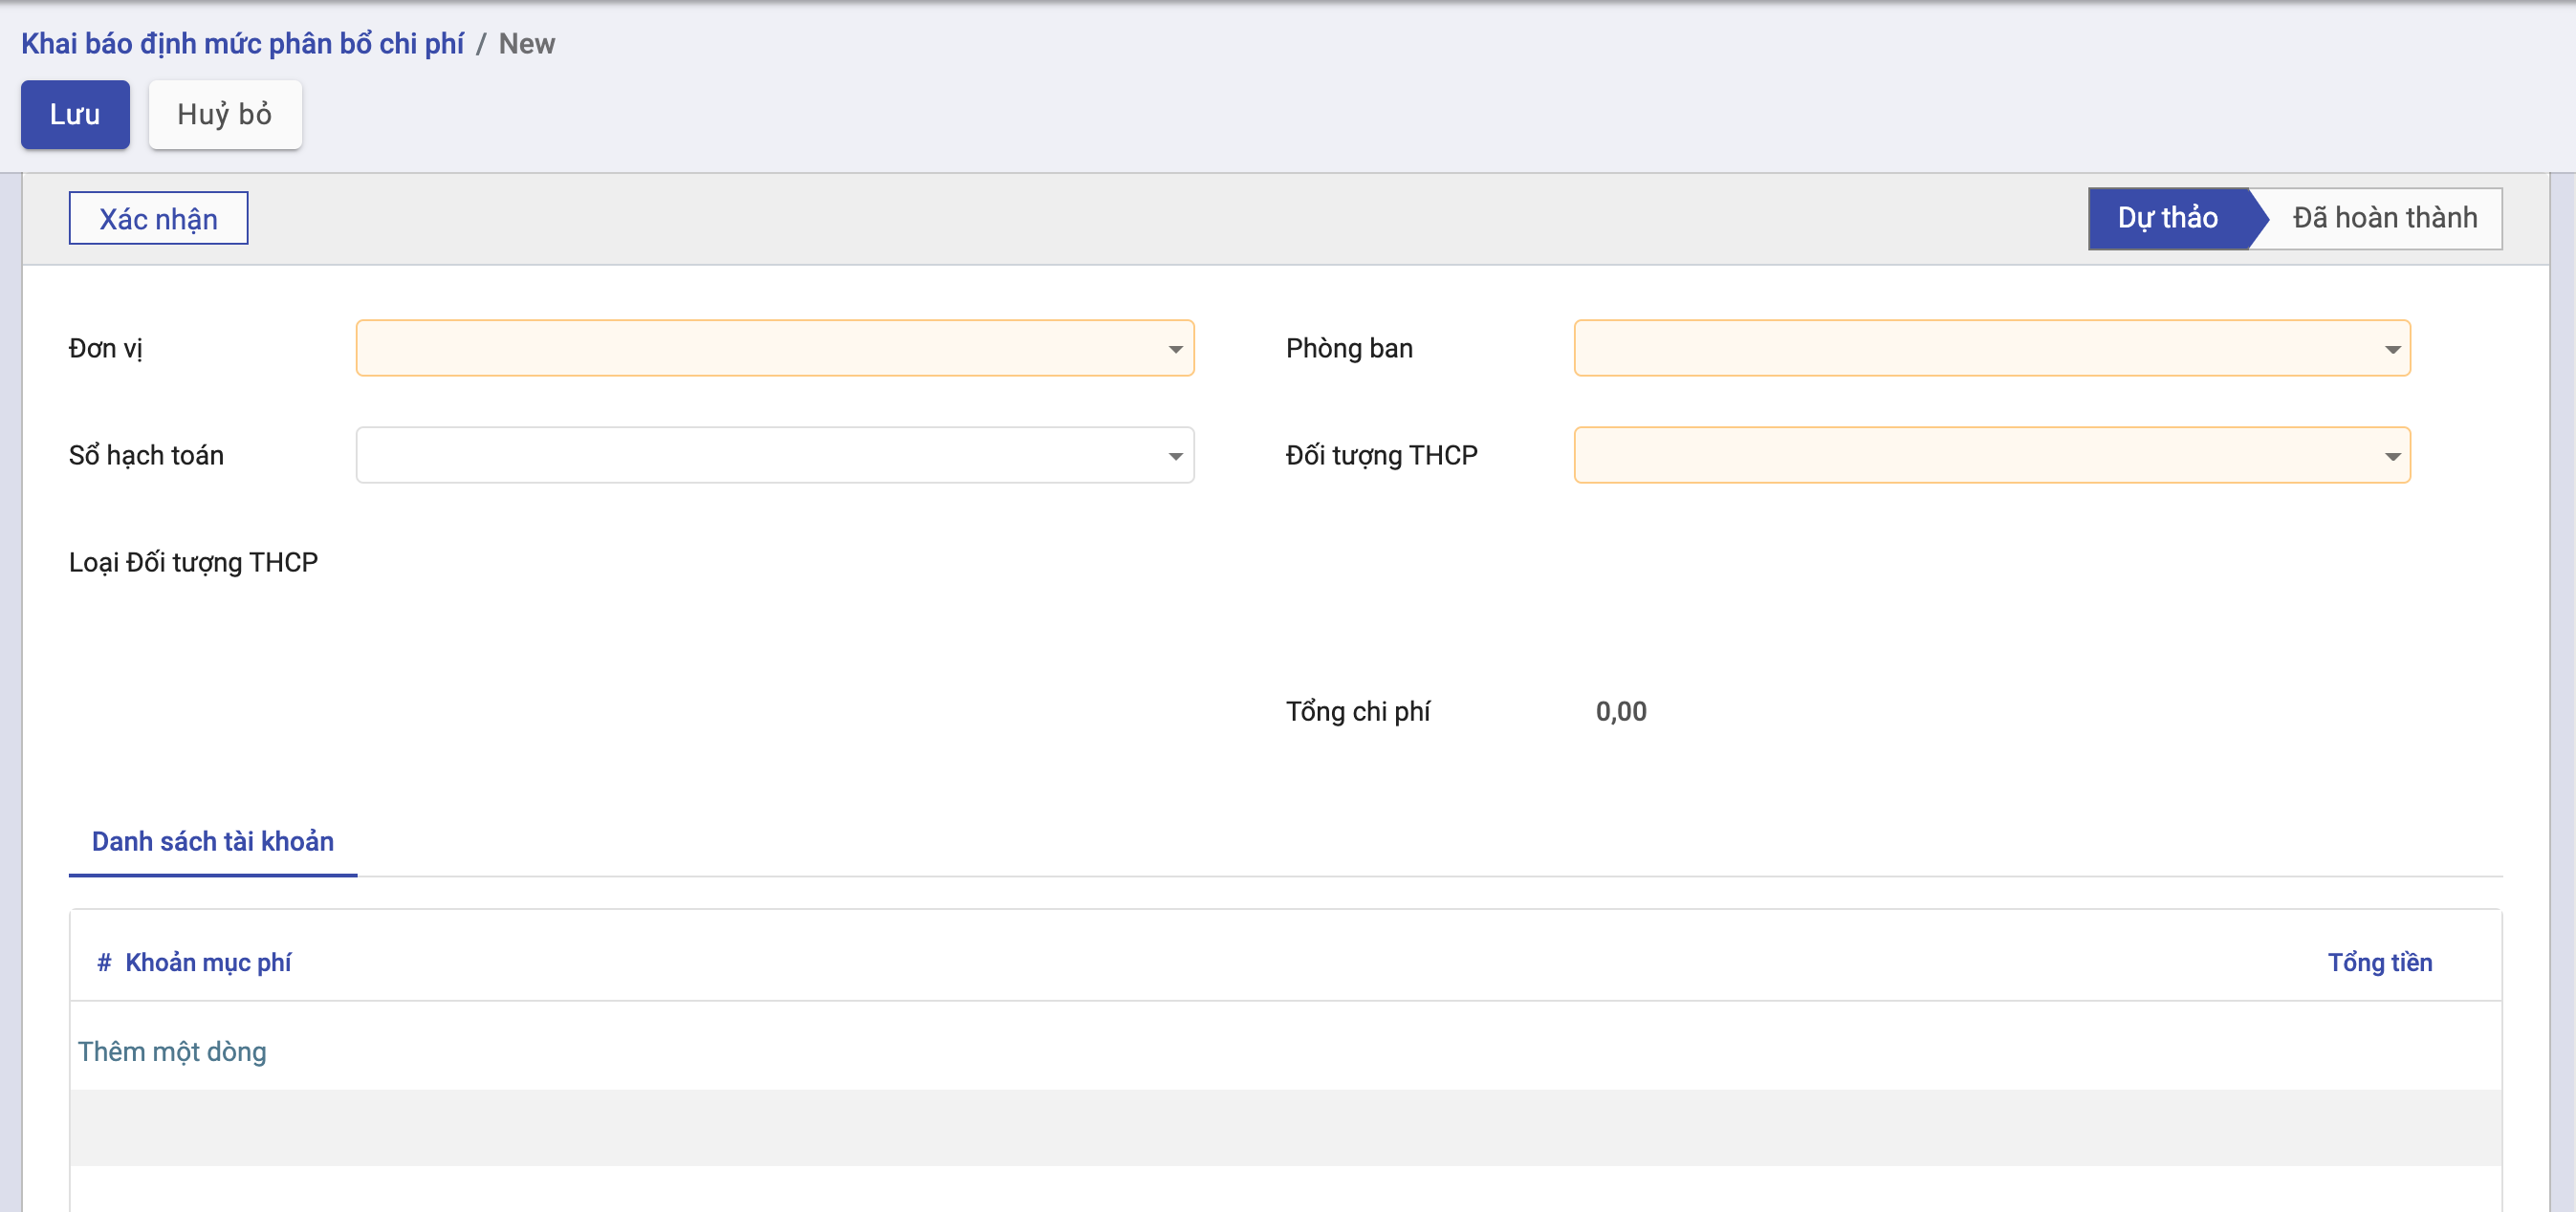 Khai báo định mức phân bổ chi phí / New
Lưu
Huỷ bỏ
Xác nhận
Dự thảo
Đã hoàn thành
Đơn vị
Phòng ban
Sổ hạch toán
Đối tượng THCP
Loại Đối tượng THCP
Tổng chi phí 0,00
Danh sách tài khoản
# Khoản mục phí Tổng tiền
Thêm một dòng